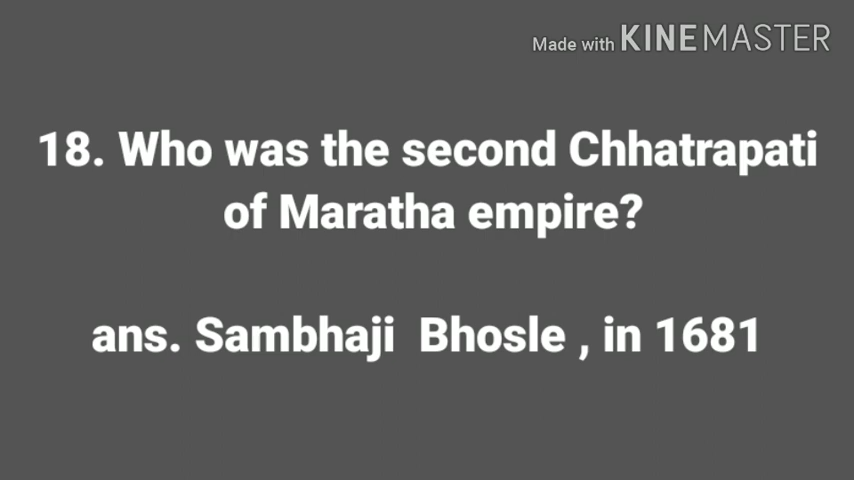 Made with KINEMASTER
18. Who was the second Chhatrapati
of Maratha empire?
ans. Sambhaji Bhosle , in 1681